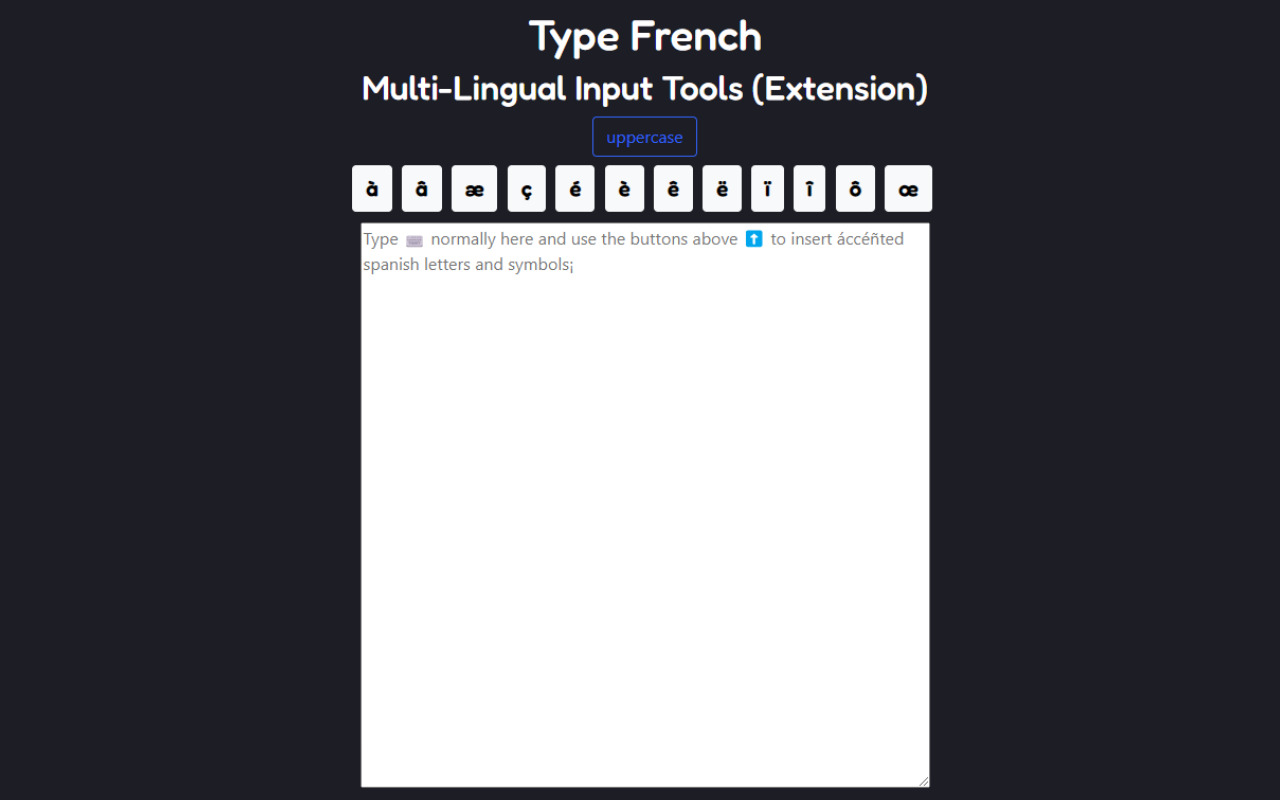 Type French
Multi-Lingual Input Tools (Extension)
uppercase
à â æ ç é è ê ë ï î ô œ
Type ⌨️ normally here and use the buttons above ⬆️ to insert áccéñted
spanish letters and symbols¡